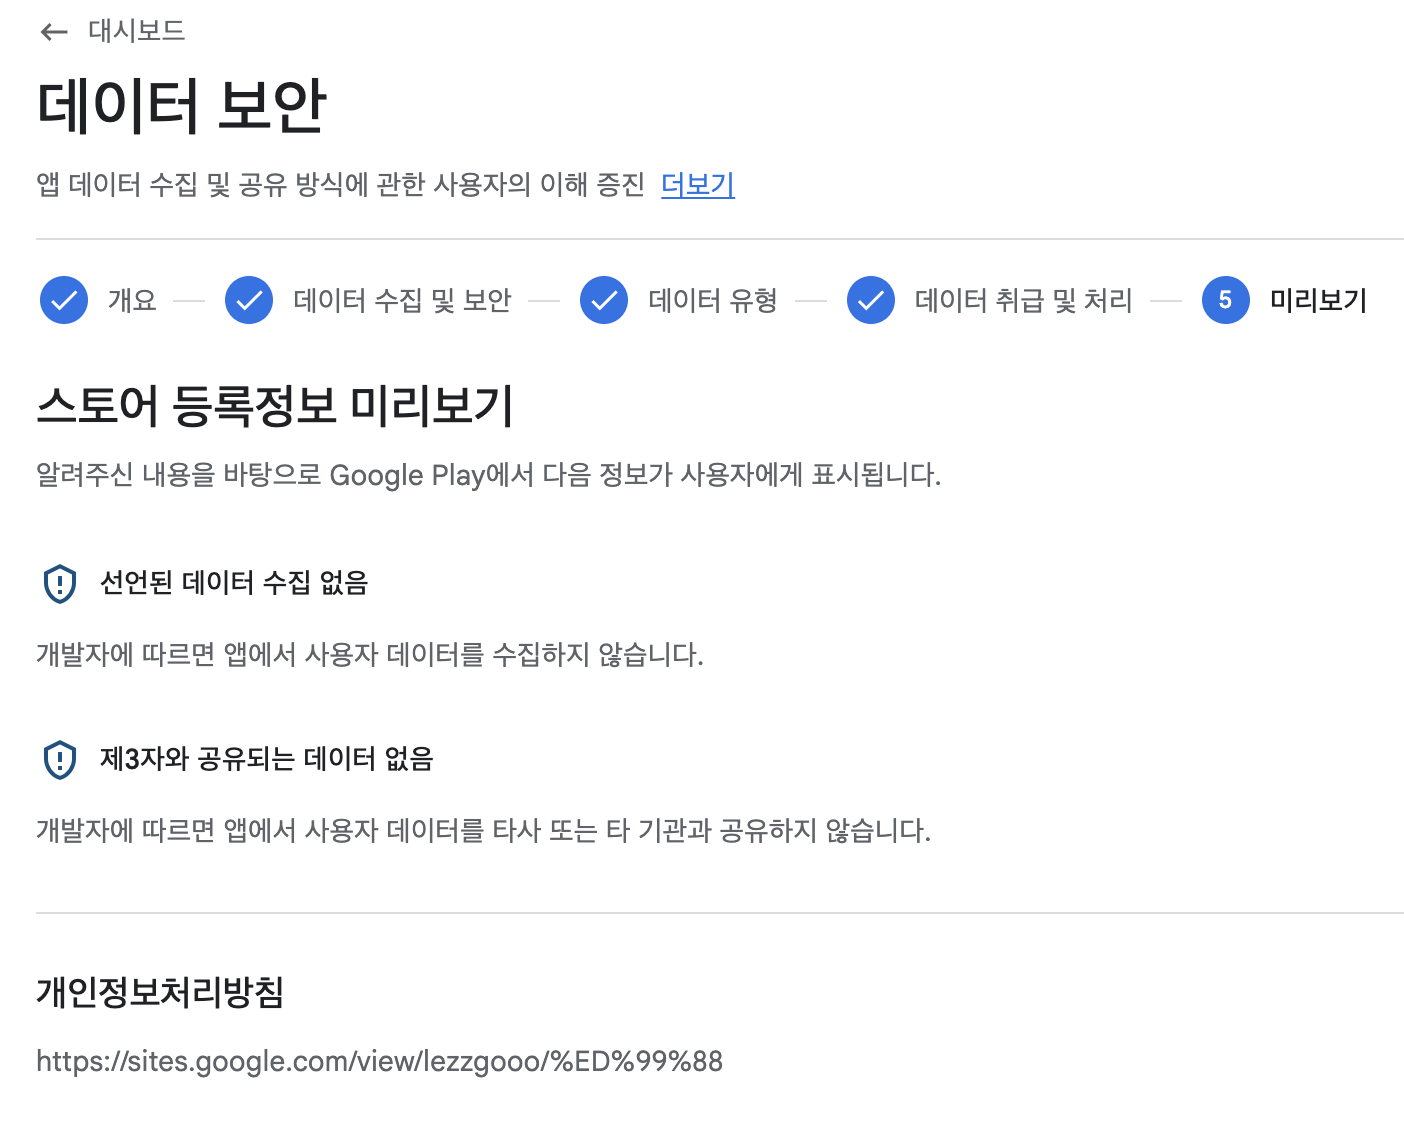 ← 대시보드
데이터 보안
앱 데이터 수집 및 공유 방식에 관한 사용자의 이해 증진 더보기
개요 — 데이터 수집 및 보안 — 데이터 유형 — 데이터 취급 및 처리 — 5 미리보기
스토어 등록정보 미리보기
알려주신 내용을 바탕으로 Google Play에서 다음 정보가 사용자에게 표시됩니다.
선언된 데이터 수집 없음
개발자에 따르면 앱에서 사용자 데이터를 수집하지 않습니다.
제3자와 공유되는 데이터 없음
개발자에 따르면 앱에서 사용자 데이터를 타사 또는 타 기관과 공유하지 않습니다.
개인정보처리방침
https://sites.google.com/view/lezzgooo/%ED%99%88